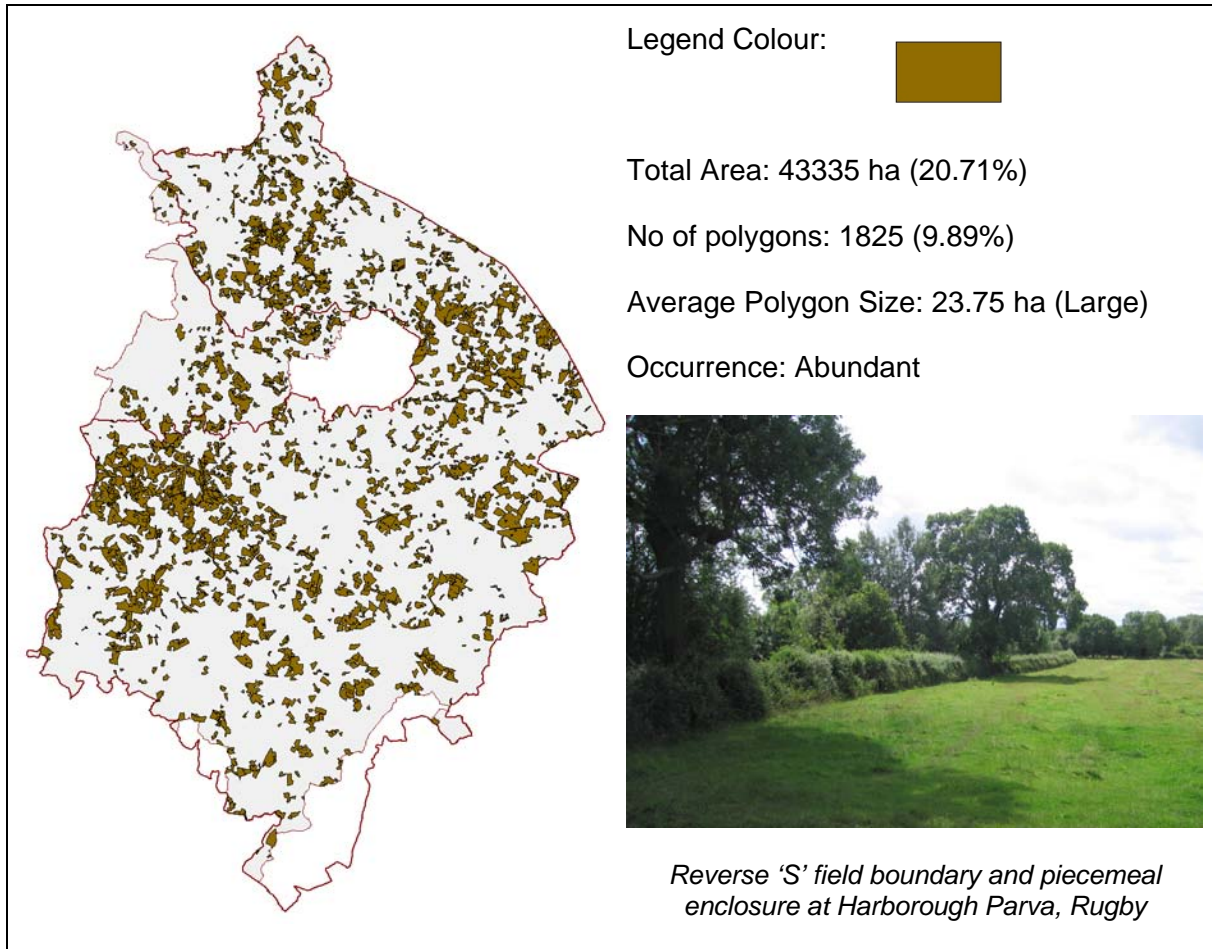 Legend Colour:
Total Area: 43335 ha (20.71%)
No of polygons: 1825 (9.89%)
Average Polygon Size: 23.75 ha (Large)
Occurrence: Abundant
Reverse ‘S’ field boundary and piecemeal
enclosure at Harborough Parva, Rugby